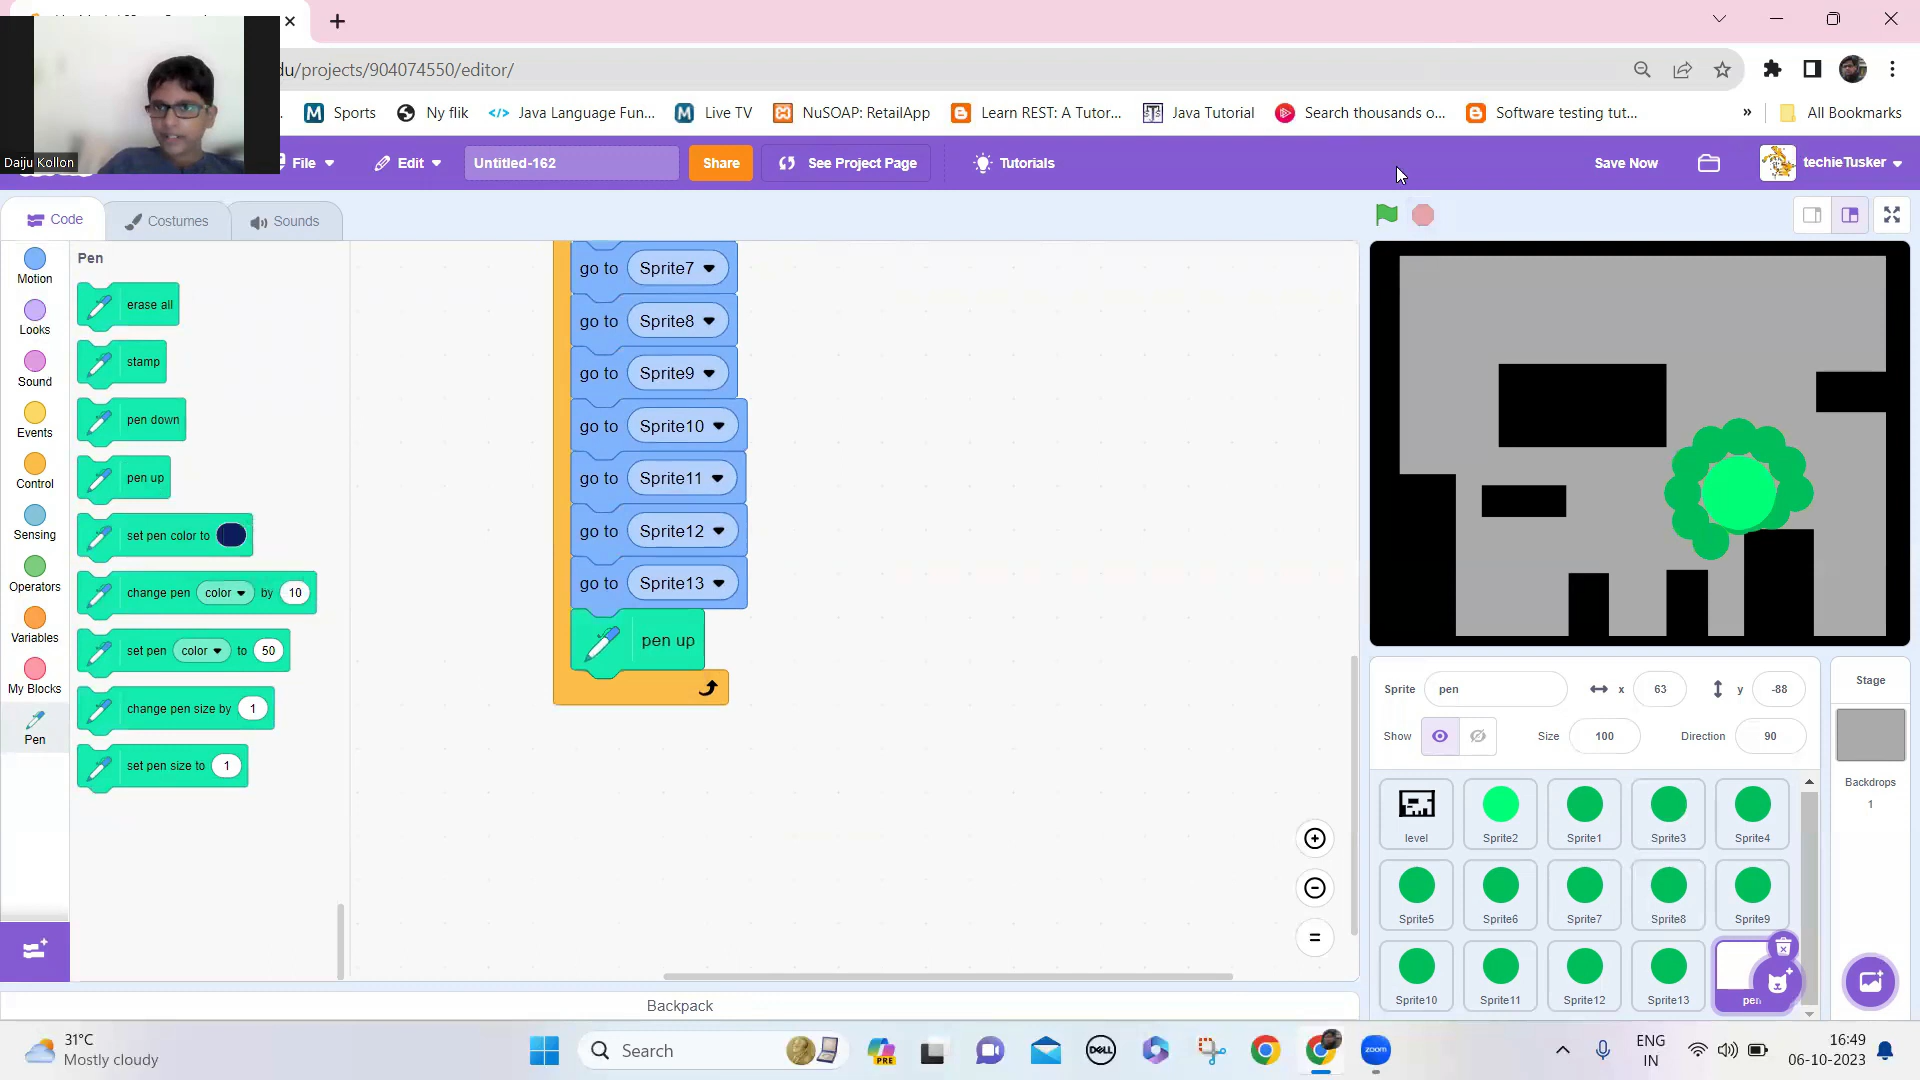 du/projects/904074550/editor/
Sports
Ny flik
Java Language Fun...
Live TV
NuSOAP: RetailApp
Learn REST: A Tutor...
Java Tutorial
Search thousands o...
Software testing tut...
»
All Bookmarks
Daiju Kollon
File
Edit
Untitled-162
Share
See Project Page
Tutorials
Save Now
techieTusker
Code
Costumes
Sounds
Motion
Looks
Sound
Events
Control
Sensing
Operators
Variables
My Blocks
Pen
Pen
erase all
stamp
pen down
pen up
set pen color to
change pen color by 10
set pen color to 50
change pen size by 1
set pen size to 1
go to Sprite7
go to Sprite8
go to Sprite9
go to Sprite10
go to Sprite11
go to Sprite12
go to Sprite13
pen up
Backpack
Sprite pen x 63 y -88
Show Size 100 Direction 90
Stage
Backdrops
1
level Sprite2 Sprite1 Sprite3 Sprite4
Sprite5 Sprite6 Sprite7 Sprite8 Sprite9
Sprite10 Sprite11 Sprite12 Sprite13 pen
31°C
Mostly cloudy
Search
PRE
DELL
zoom
ENG
IN
16:49
06-10-2023